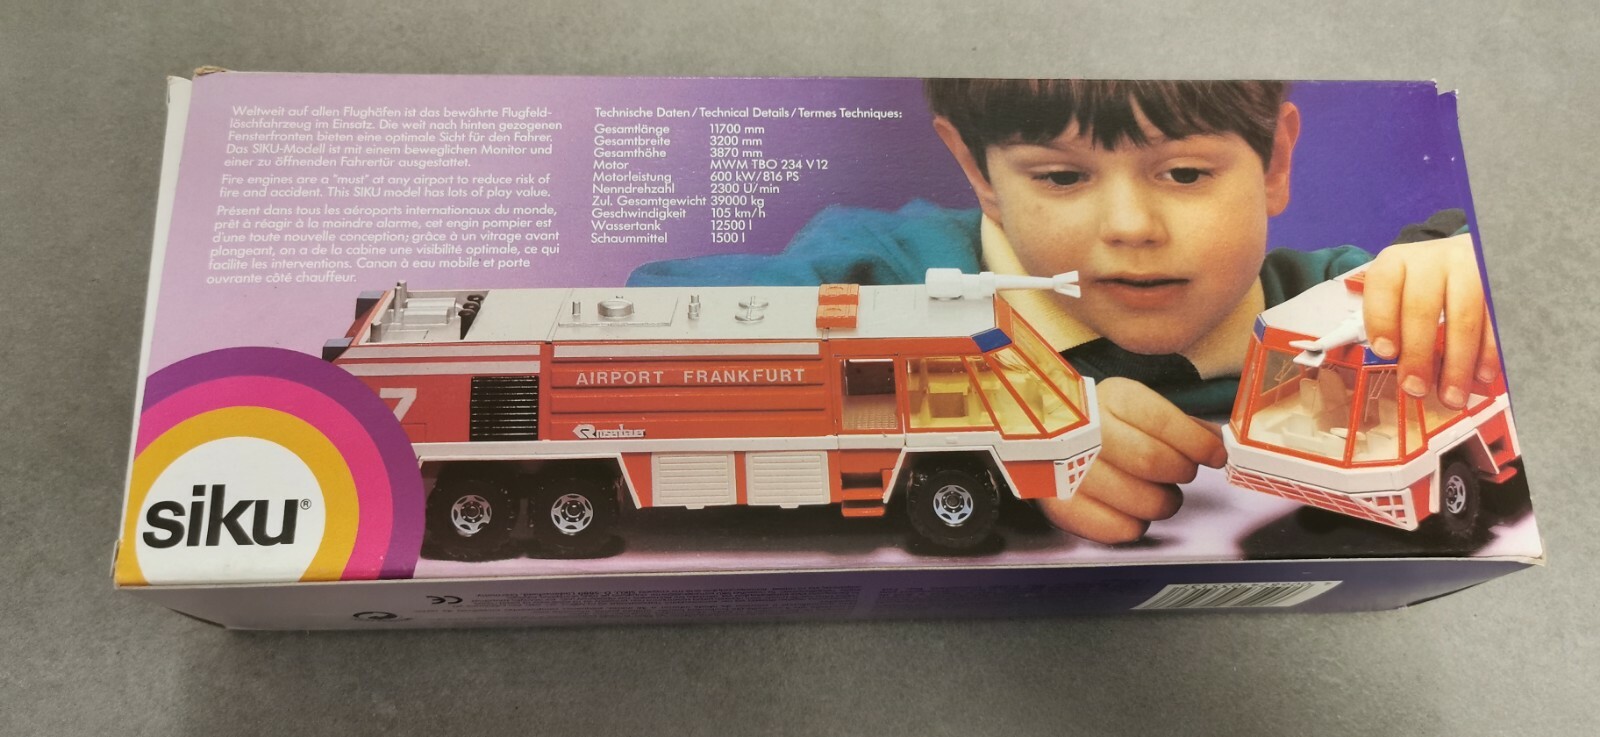 Weltweit auf allen Flughäfen ist das bewährte Flugfeld-
löschfahrzeug im Einsatz. Die weit nach hinten gezogenen
Fensterfronten bieten eine optimale Sicht für den Fahrer.
Das SIKU-Modell ist mit einem beweglichen Monitor und
einer zu öffnenden Fahrertür ausgestattet.
Fire engines are a "must" at any airport to reduce risk of
fire and accident. This SIKU model has lots of play value.
Présent dans tous les aéroports internationaux du monde,
prêt à réagir à la moindre alarme, cet engin pompier est
d'une toute nouvelle conception; grâce à un vitrage avant
plongeant, on a de la cabine une visibilité optimale, ce qui
facilite les interventions. Canon à eau mobile et porte
ouvrante côté chauffeur.
Technische Daten/Technical Details/Termes Techniques:
Gesamtlänge 11700 mm
Gesamtbreite 3200 mm
Gesamthöhe 3870 mm
Motor MWM TBO 234 V12
Motorleistung 600 kW/816 PS
Nenndrehzahl 2300 U/min
Zul. Gesamtgewicht 39000 kg
Geschwindigkeit 105 km/h
Wassertank 12500 l
Schaummittel 1500 l
AIRPORT FRANKFURT
7
siku®
CE